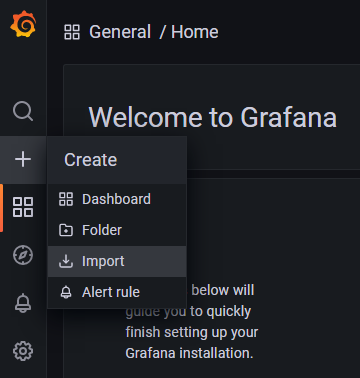 General / Home
Welcome to Grafana
Create
Dashboard
Folder
Import
Alert rule
below will
guide you to quickly
finish setting up your
Grafana installation.